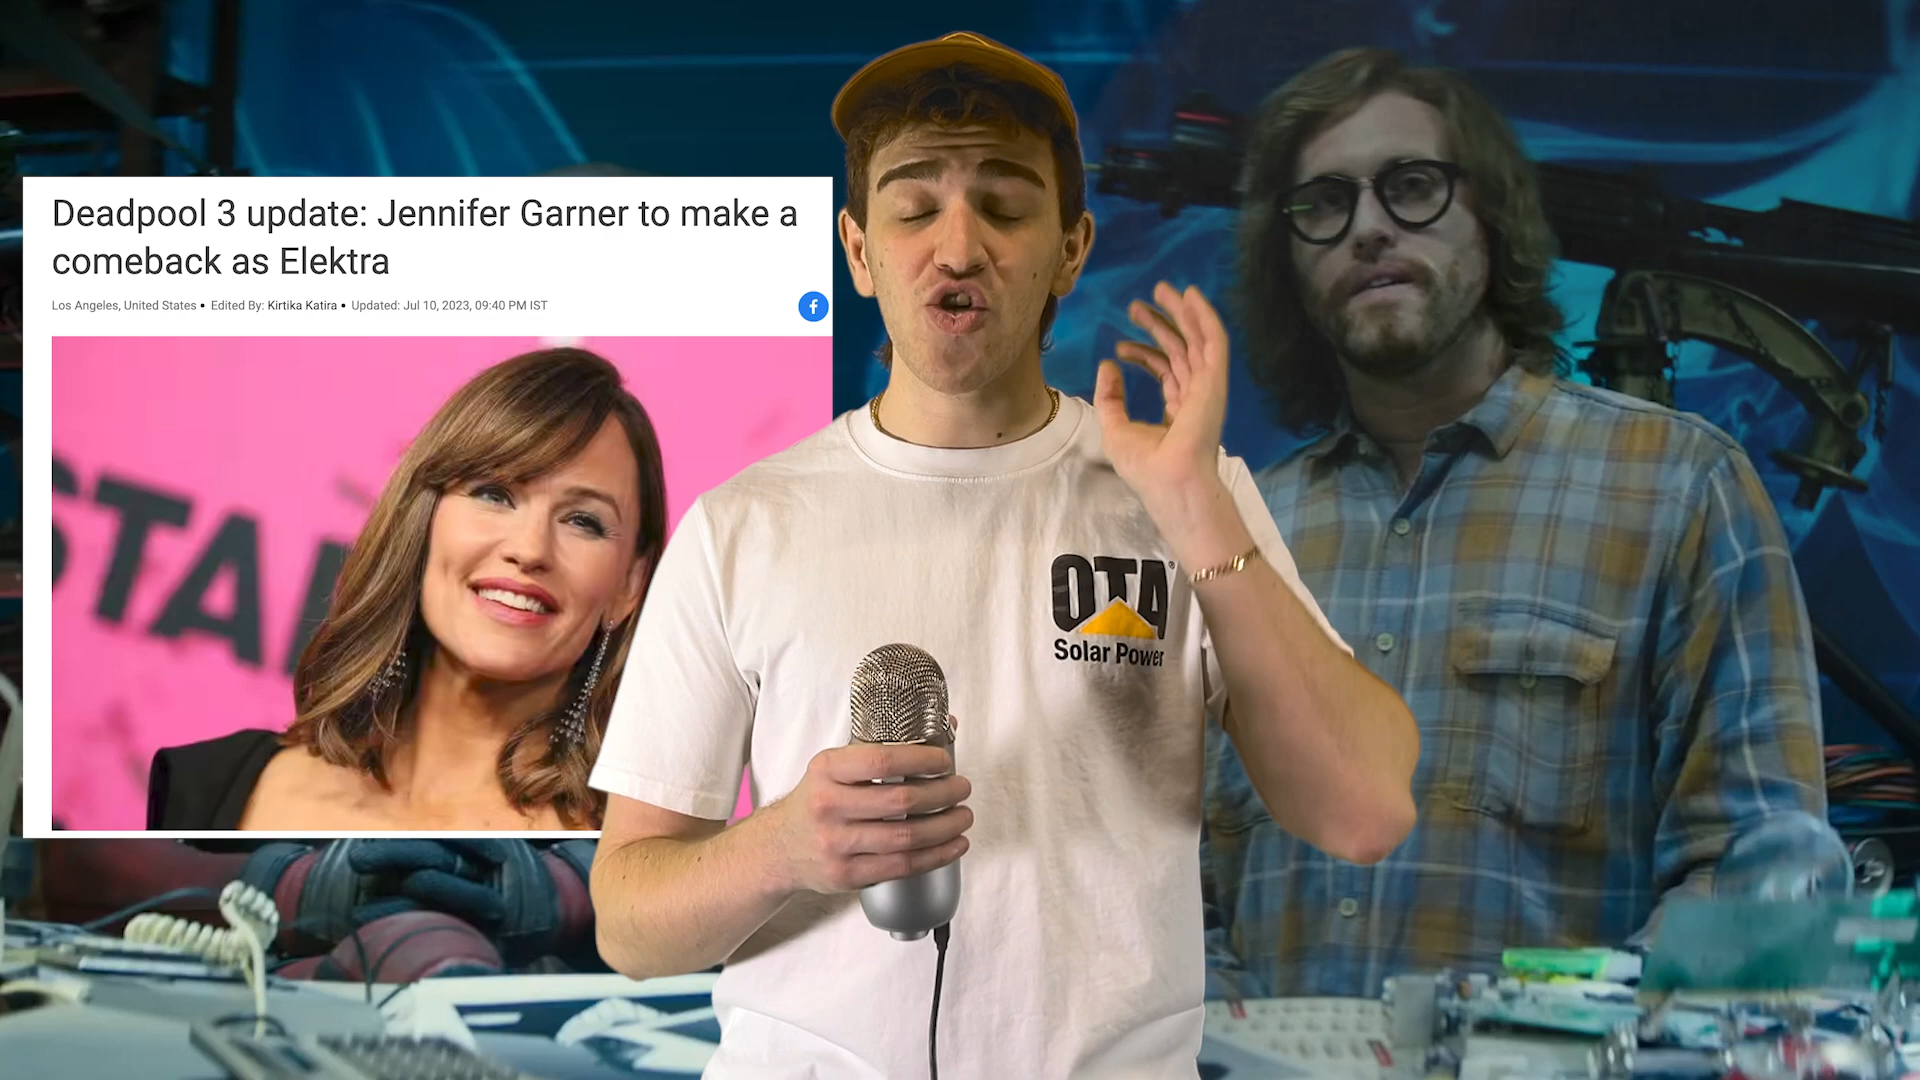 Deadpool 3 update: Jennifer Garner to make a
comeback as Elektra
Los Angeles, United States • Edited By: Kirtika Katira • Updated: Jul 10, 2023, 09:40 PM IST
f
STA
OTA®
Solar Power